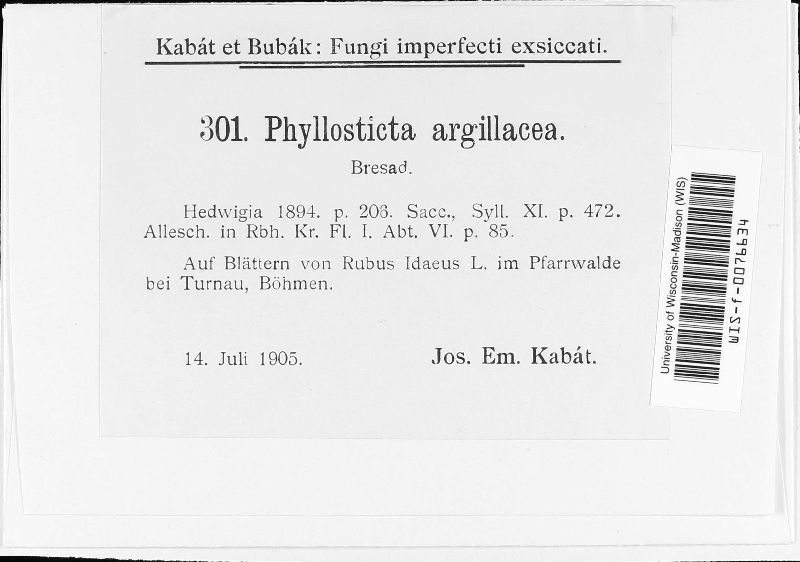 Kabát et Bubák: Fungi imperfecti exsiccati.
301. Phyllosticta argillacea.
Bresad.
Hedwigia 1894. p. 206. Sacc., Syll. XI. p. 472.
Allesch. in Rbh. Kr. Fl. I. Abt. VI. p. 85.
Auf Blättern von Rubus Idaeus L. im Pfarrwalde
bei Turnau, Böhmen.
14. Juli 1905.
Jos. Em. Kabát.
University of Wisconsin-Madison (WIS)
WIS-f-0076634